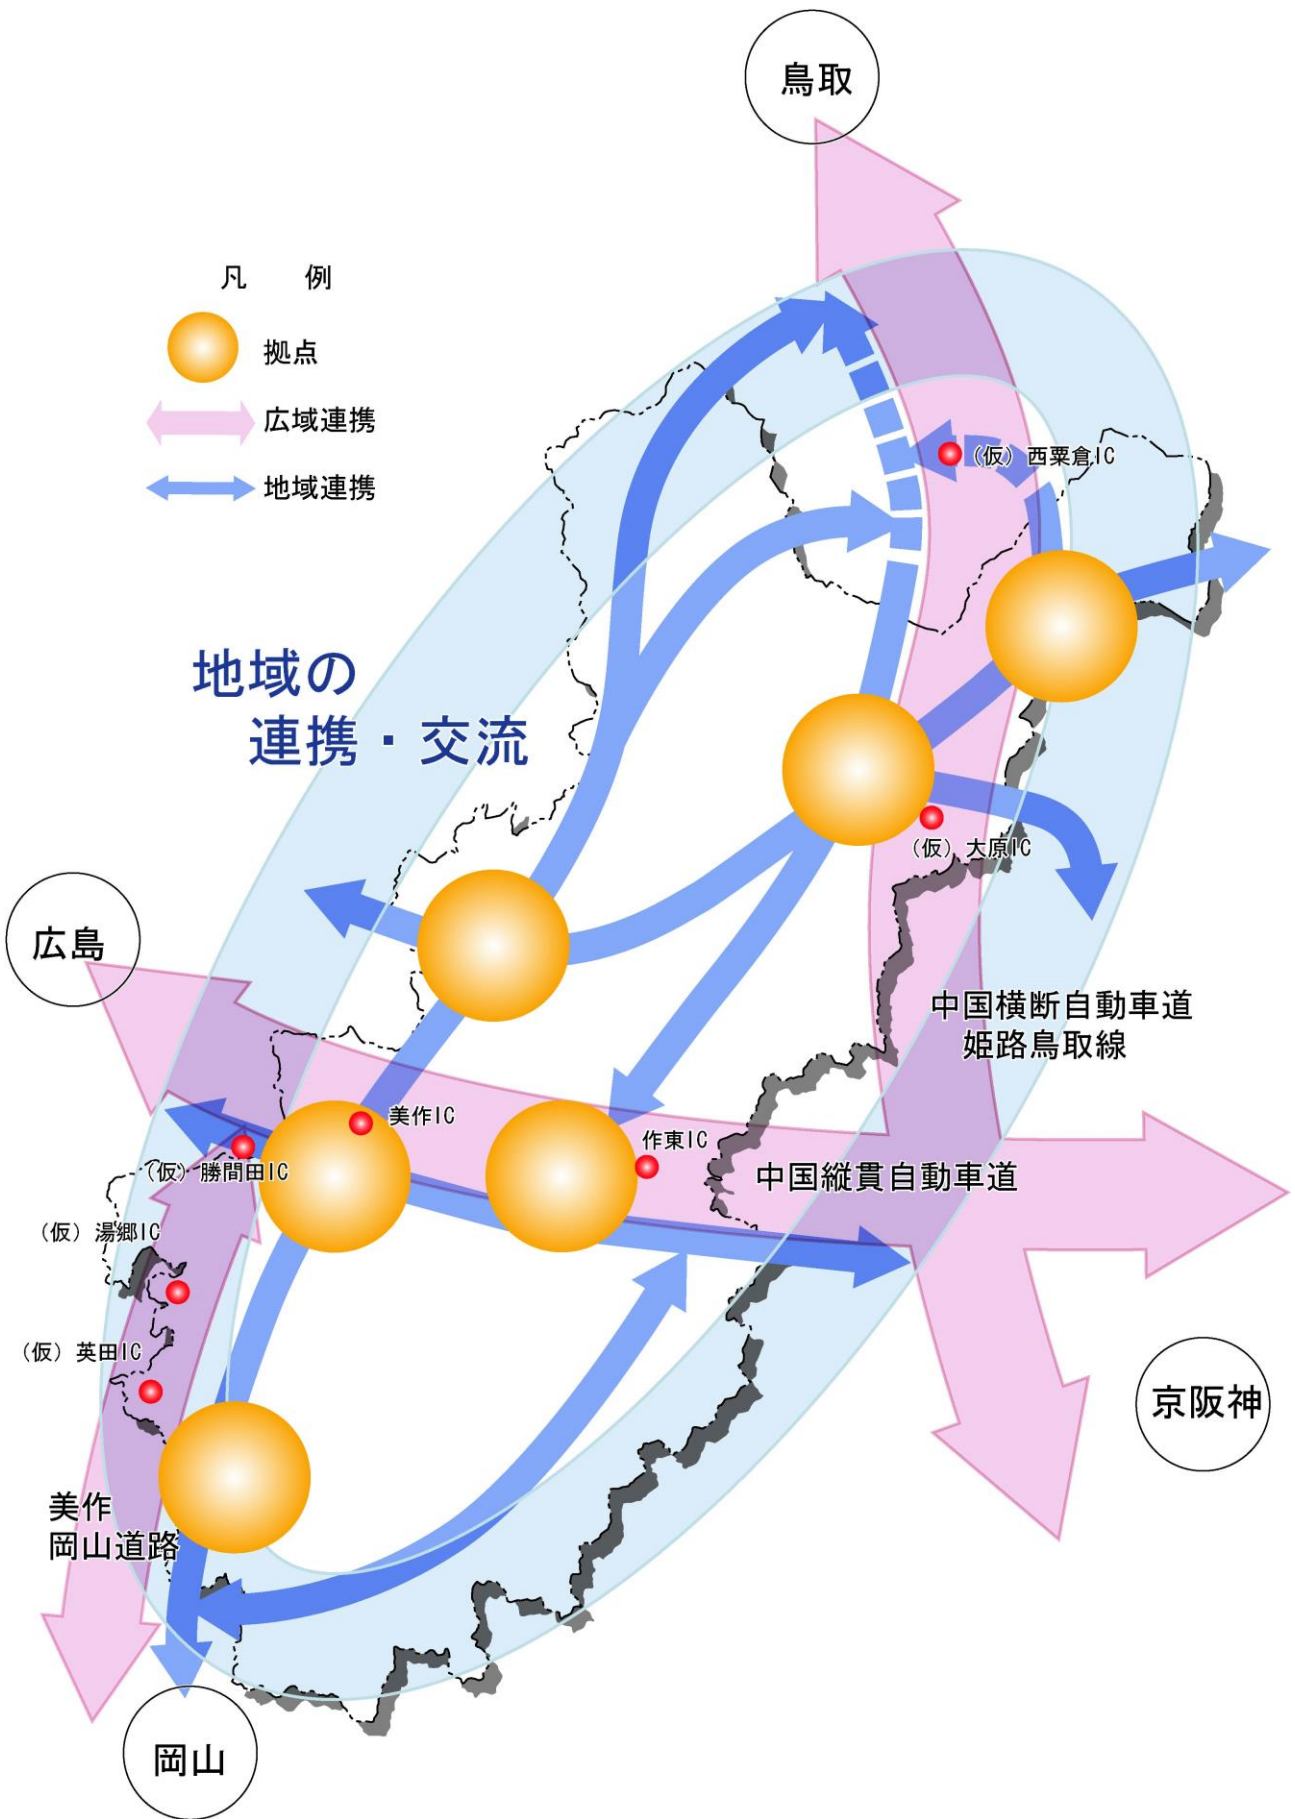 鳥取
凡　例
拠点
広域連携
地域連携
(仮) 西粟倉IC
地域の
連携・交流
(仮) 大原IC
広島
中国横断自動車道
姫路鳥取線
美作IC
作東IC
(仮) 勝間田IC
中国縦貫自動車道
(仮) 湯郷IC
(仮) 英田IC
京阪神
美作
岡山道路
岡山